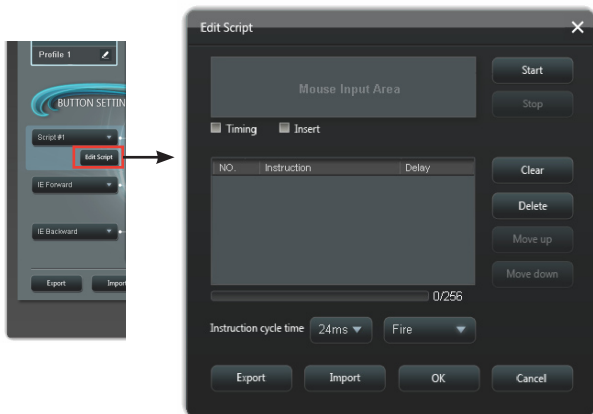 Profile 1
BUTTON SETTIN
Script #1
Edit Script
IE Forward
IE Backward
Export Import
Edit Script
Mouse Input Area
Start
Stop
Timing Insert
NO. Instruction Delay
Clear
Delete
Move up
Move down
0/256
Instruction cycle time 24ms Fire
Export Import OK Cancel